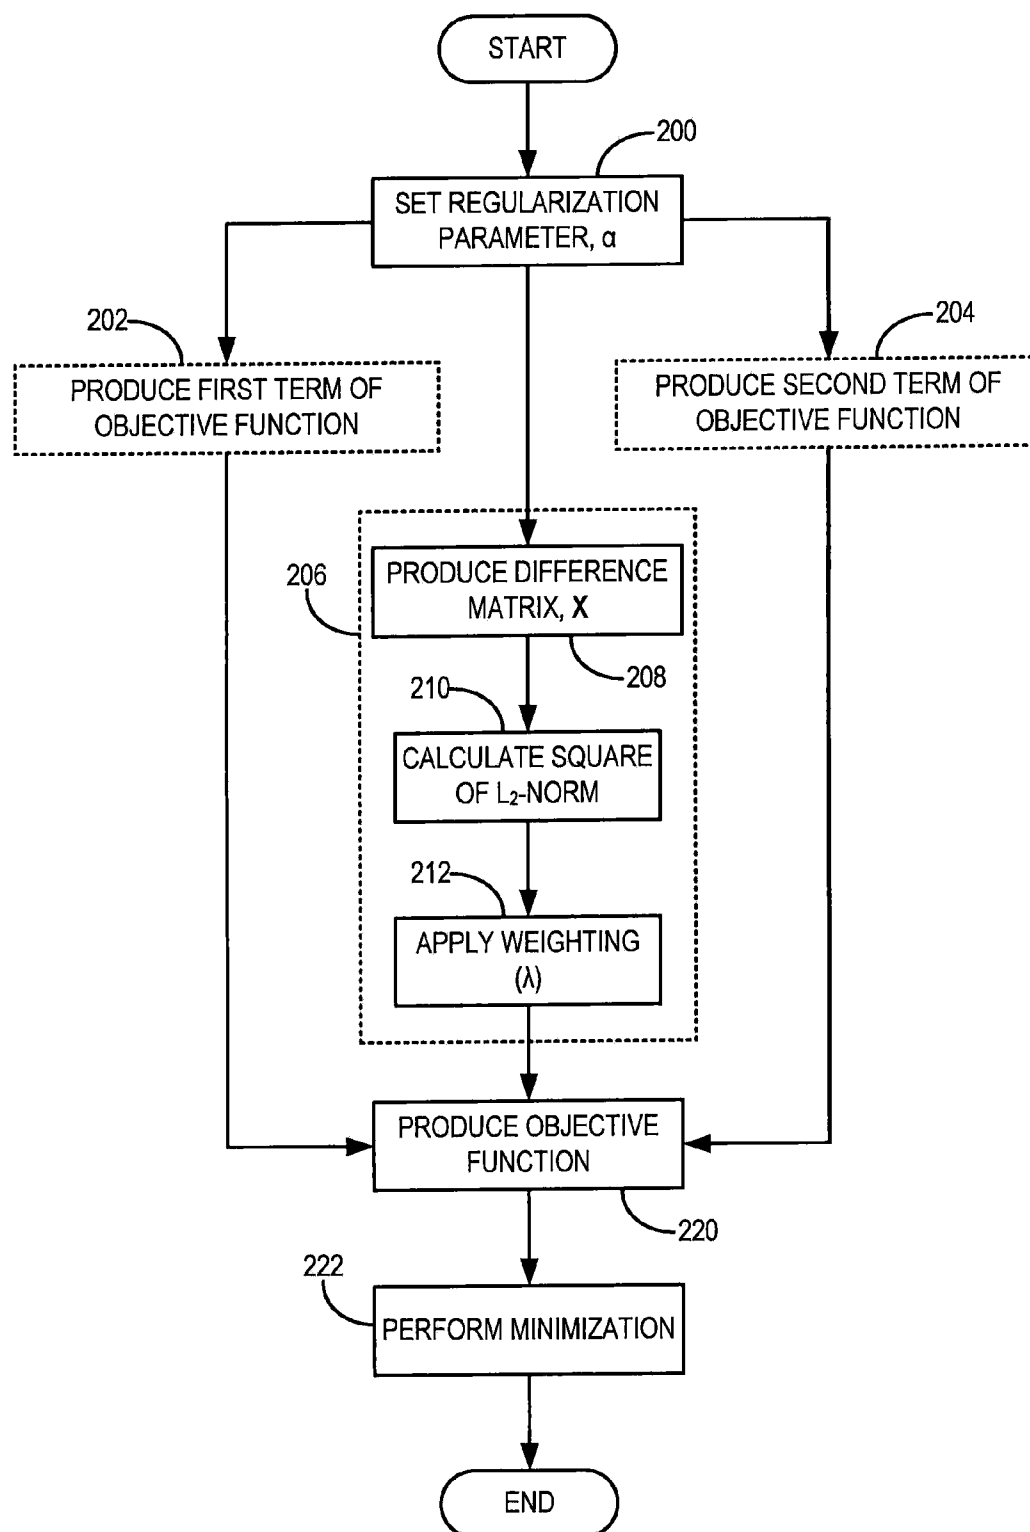 START
200
SET REGULARIZATION
PARAMETER, α
202
204
PRODUCE FIRST TERM OF
OBJECTIVE FUNCTION
PRODUCE SECOND TERM OF
OBJECTIVE FUNCTION
206
PRODUCE DIFFERENCE
MATRIX, X
208
210
CALCULATE SQUARE
OF L₂-NORM
212
APPLY WEIGHTING
(λ)
PRODUCE OBJECTIVE
FUNCTION
220
222
PERFORM MINIMIZATION
END